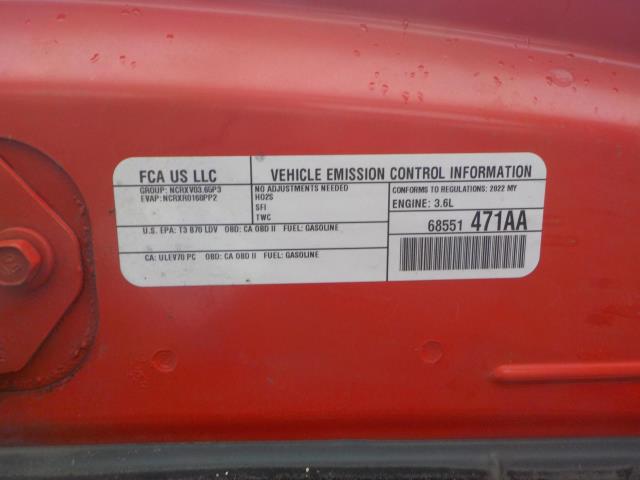 FCA US LLC
VEHICLE EMISSION CONTROL INFORMATION
GROUP: NCRXV03.65P3
EVAP: NCRXR0160PP2
NO ADJUSTMENTS NEEDED
HO2S
SFI
TWC
CONFORMS TO REGULATIONS: 2022 MY
ENGINE: 3.6L
U.S. EPA: T3 B70 LDV OBD: CA OBD II FUEL: GASOLINE
68551 471AA
CA: ULEV70 PC OBD: CA OBD II FUEL: GASOLINE